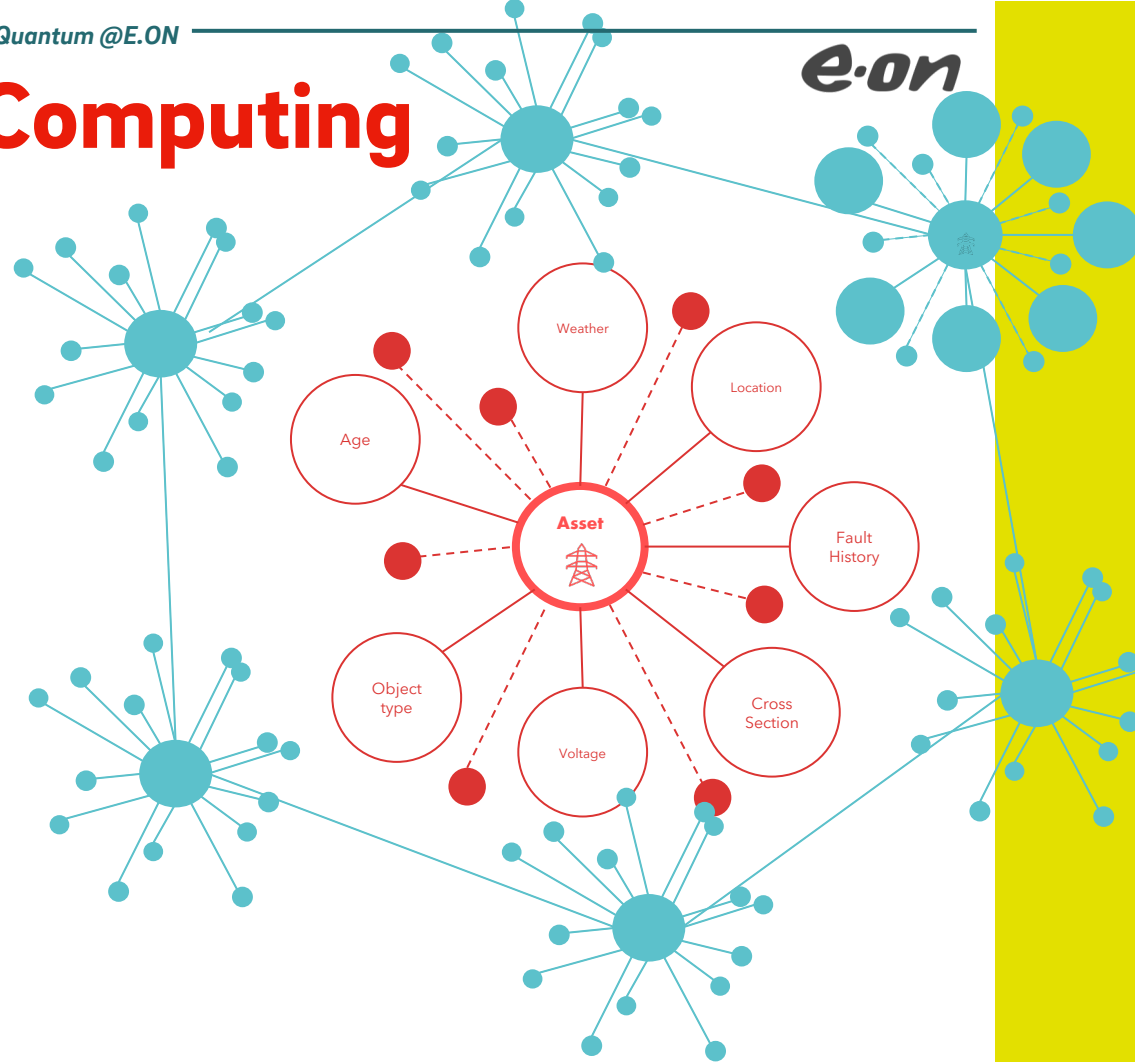 Quantum @E.ON
e·on
Computing
Weather
Location
Age
Asset
Fault
History
Object
type
Cross
Section
Voltage